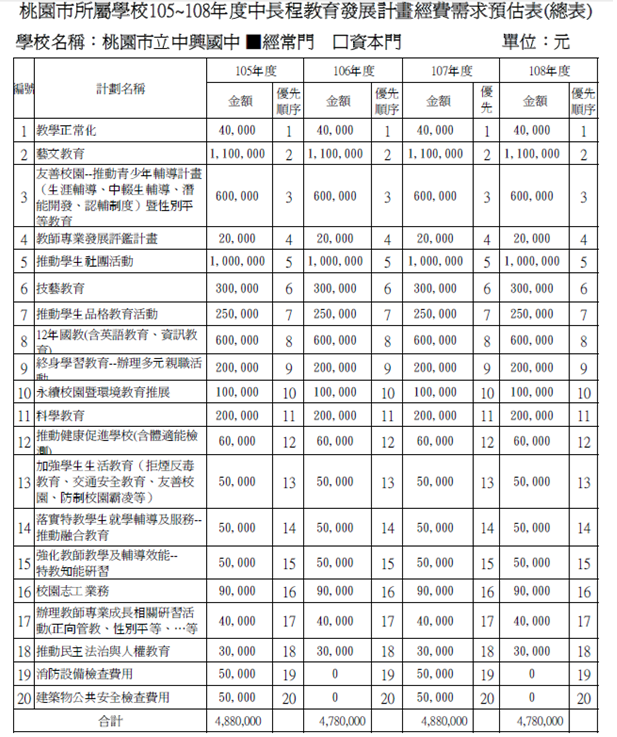 桃園市所屬學校105~108年度中長程教育發展計畫經費需求預估表(總表)
學校名稱：桃園市立中興國中 ■經常門 口資本門 單位：元
編號 計劃名稱 105年度 106年度 107年度 108年度
金額 優先順序 金額 優先順序 金額 優先 金額 優先順序
1 教學正常化 40,000 1 40,000 1 40,000 1 40,000 1
2 藝文教育 1,100,000 2 1,100,000 2 1,100,000 2 1,100,000 2
3 友善校園--推動青少年輔導計畫
（生涯輔導、中輟生輔導、潛
能開發、認輔制度）暨性別平
等教育 600,000 3 600,000 3 600,000 3 600,000 3
4 教師專業發展評鑑計畫 20,000 4 20,000 4 20,000 4 20,000 4
5 推動學生社團活動 1,000,000 5 1,000,000 5 1,000,000 5 1,000,000 5
6 技藝教育 300,000 6 300,000 6 300,000 6 300,000 6
7 推動學生品格教育活動 250,000 7 250,000 7 250,000 7 250,000 7
8 12年國教(含英語教育、資訊教
育) 600,000 8 600,000 8 600,000 8 600,000 8
9 終身學習教育--辦理多元親職活
動 200,000 9 200,000 9 200,000 9 200,000 9
10 永續校園暨環境教育推展 100,000 10 100,000 10 100,000 10 100,000 10
11 科學教育 200,000 11 200,000 11 200,000 11 200,000 11
12 推動健康促進學校(含體適能檢
測) 60,000 12 60,000 12 60,000 12 60,000 12
13 加強學生生活教育（拒煙反毒
教育、交通安全教育、友善校
園、防制校園霸凌等） 50,000 13 50,000 13 50,000 13 50,000 13
14 落實特教學生就學輔導及服務--
推動融合教育 50,000 14 50,000 14 50,000 14 50,000 14
15 強化教師教學及輔導效能--
特教知能研習 50,000 15 50,000 15 50,000 15 50,000 15
16 校園志工業務 90,000 16 90,000 16 90,000 16 90,000 16
17 辦理教師專業成長相關研習活
動(正向管教、性別平等、…等 40,000 17 40,000 17 40,000 17 40,000 17
18 推動民主法治與人權教育 30,000 18 30,000 18 30,000 18 30,000 18
19 消防設備檢查費用 50,000 19 0 19 50,000 19 0 19
20 建築物公共安全檢查費用 50,000 20 0 20 50,000 20 0 20
合計 4,880,000 4,780,000 4,880,000 4,780,000